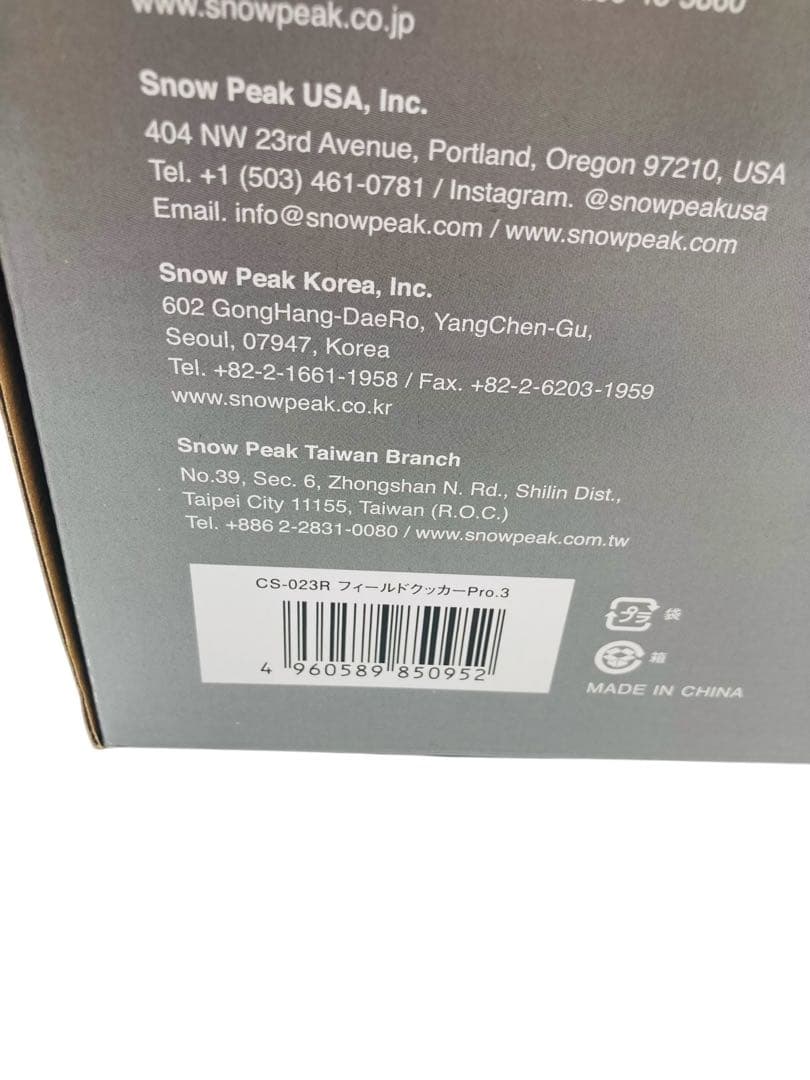 www.snowpeak.co.jp
Snow Peak USA, Inc.
404 NW 23rd Avenue, Portland, Oregon 97210, USA
Tel. +1 (503) 461-0781 / Instagram. @snowpeakusa
Email. info@snowpeak.com / www.snowpeak.com
Snow Peak Korea, Inc.
602 GongHang-DaeRo, YangChen-Gu,
Seoul, 07947, Korea
Tel. +82-2-1661-1958 / Fax. +82-2-6203-1959
www.snowpeak.co.kr
Snow Peak Taiwan Branch
No.39, Sec. 6, Zhongshan N. Rd., Shilin Dist.,
Taipei City 11155, Taiwan (R.O.C.)
Tel. +886 2-2831-0080 / www.snowpeak.com.tw
CS-023R フィールドクッカーPro.3
4 960589 850952
プラ 袋
箱
MADE IN CHINA